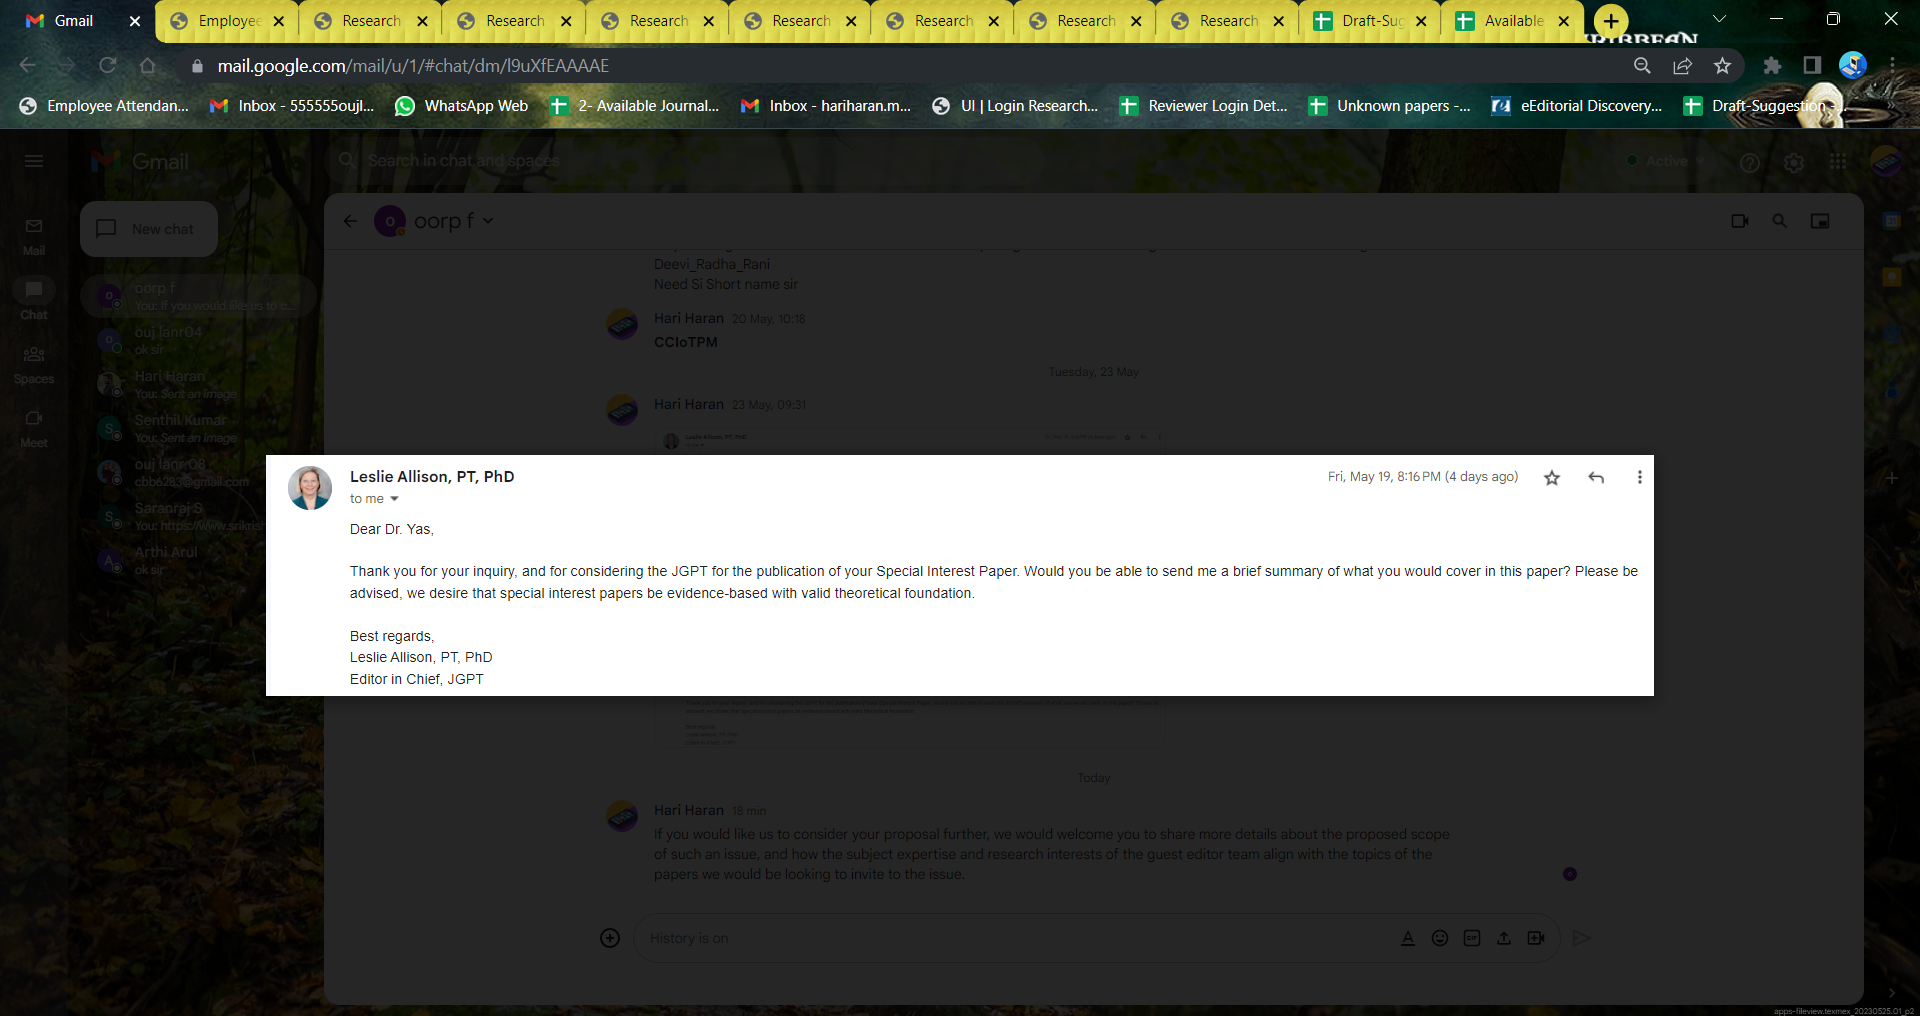 Gmail
Employee
Research
Research
Research
Research
Research
Research
Research
Draft-Sug
Available
mail.google.com/mail/u/1/#chat/dm/l9uXfEAAAAE
Employee Attendan...
Inbox - 555555oujl...
WhatsApp Web
2- Available Journal...
Inbox - hariharan.m...
UI | Login Research...
Reviewer Login Det...
Unknown papers -...
eEditorial Discovery...
Draft-Suggestion -...
Gmail
Search in chat and spaces
Active
New chat
oorp f
Mail
Chat
Spaces
Meet
oorp f
You: If you would like us to c...
ouj lanr04
ok sir
Hari Haran
You: Sent an image
Senthil Kumar
You: Sent an image
ouj lanr 03
cbb6283@gmail.com
Saranraj S
You: https://www.srikrish
Arthi Arul
ok sir
Deevi_Radha_Rani
Need Si Short name sir
Hari Haran 20 May, 10:18
CCIoTPM
Tuesday, 23 May
Hari Haran 23 May, 09:31
Leslie Allison, PT, PhD
Fri, May 19, 8:16 PM (4 days ago)
to me
Dear Dr. Yas,
Thank you for your inquiry, and for considering the JGPT for the publication of your Special Interest Paper. Would you be able to send me a brief summary of what you would cover in this paper? Please be
advised, we desire that special interest papers be evidence-based with valid theoretical foundation.
Best regards,
Leslie Allison, PT, PhD
Editor in Chief, JGPT
Today
Hari Haran 18 min
If you would like us to consider your proposal further, we would welcome you to share more details about the proposed scope
of such an issue, and how the subject expertise and research interests of the guest editor team align with the topics of the
papers we would be looking to invite to the issue.
History is on
GIF
apps-fileview.texmex_20230525.01_p2